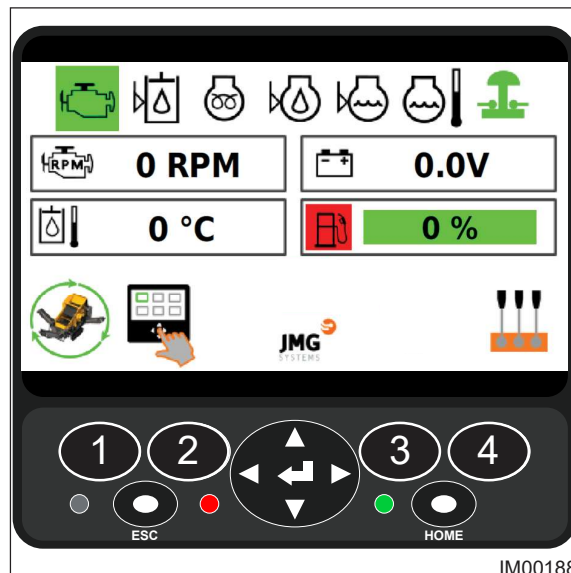 RPM
0 RPM
0.0V
0 °C
0 %
JMG
SYSTEMS
1
2
3
4
ESC
HOME
IM00188